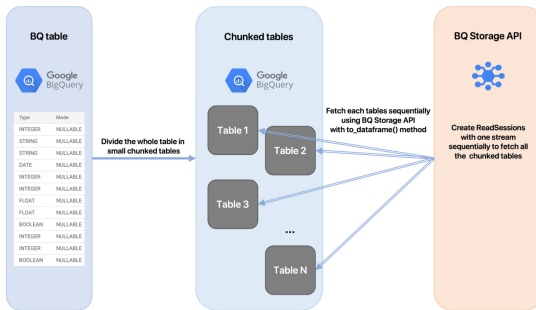 BQ table
Google
BigQuery
Type Mode
INTEGER NULLABLE
STRING NULLABLE
STRING NULLABLE
DATE NULLABLE
INTEGER NULLABLE
INTEGER NULLABLE
FLOAT NULLABLE
FLOAT NULLABLE
BOOLEAN NULLABLE
INTEGER NULLABLE
INTEGER NULLABLE
BOOLEAN NULLABLE
Divide the whole table in
small chunked tables
Chunked tables
Google
BigQuery
Table 1
Table 2
Table 3
...
Table N
Fetch each tables sequentially
using BQ Storage API
with to_dataframe() method
BQ Storage API
Create ReadSessions
with one stream
sequentially to fetch all
the chunked tables